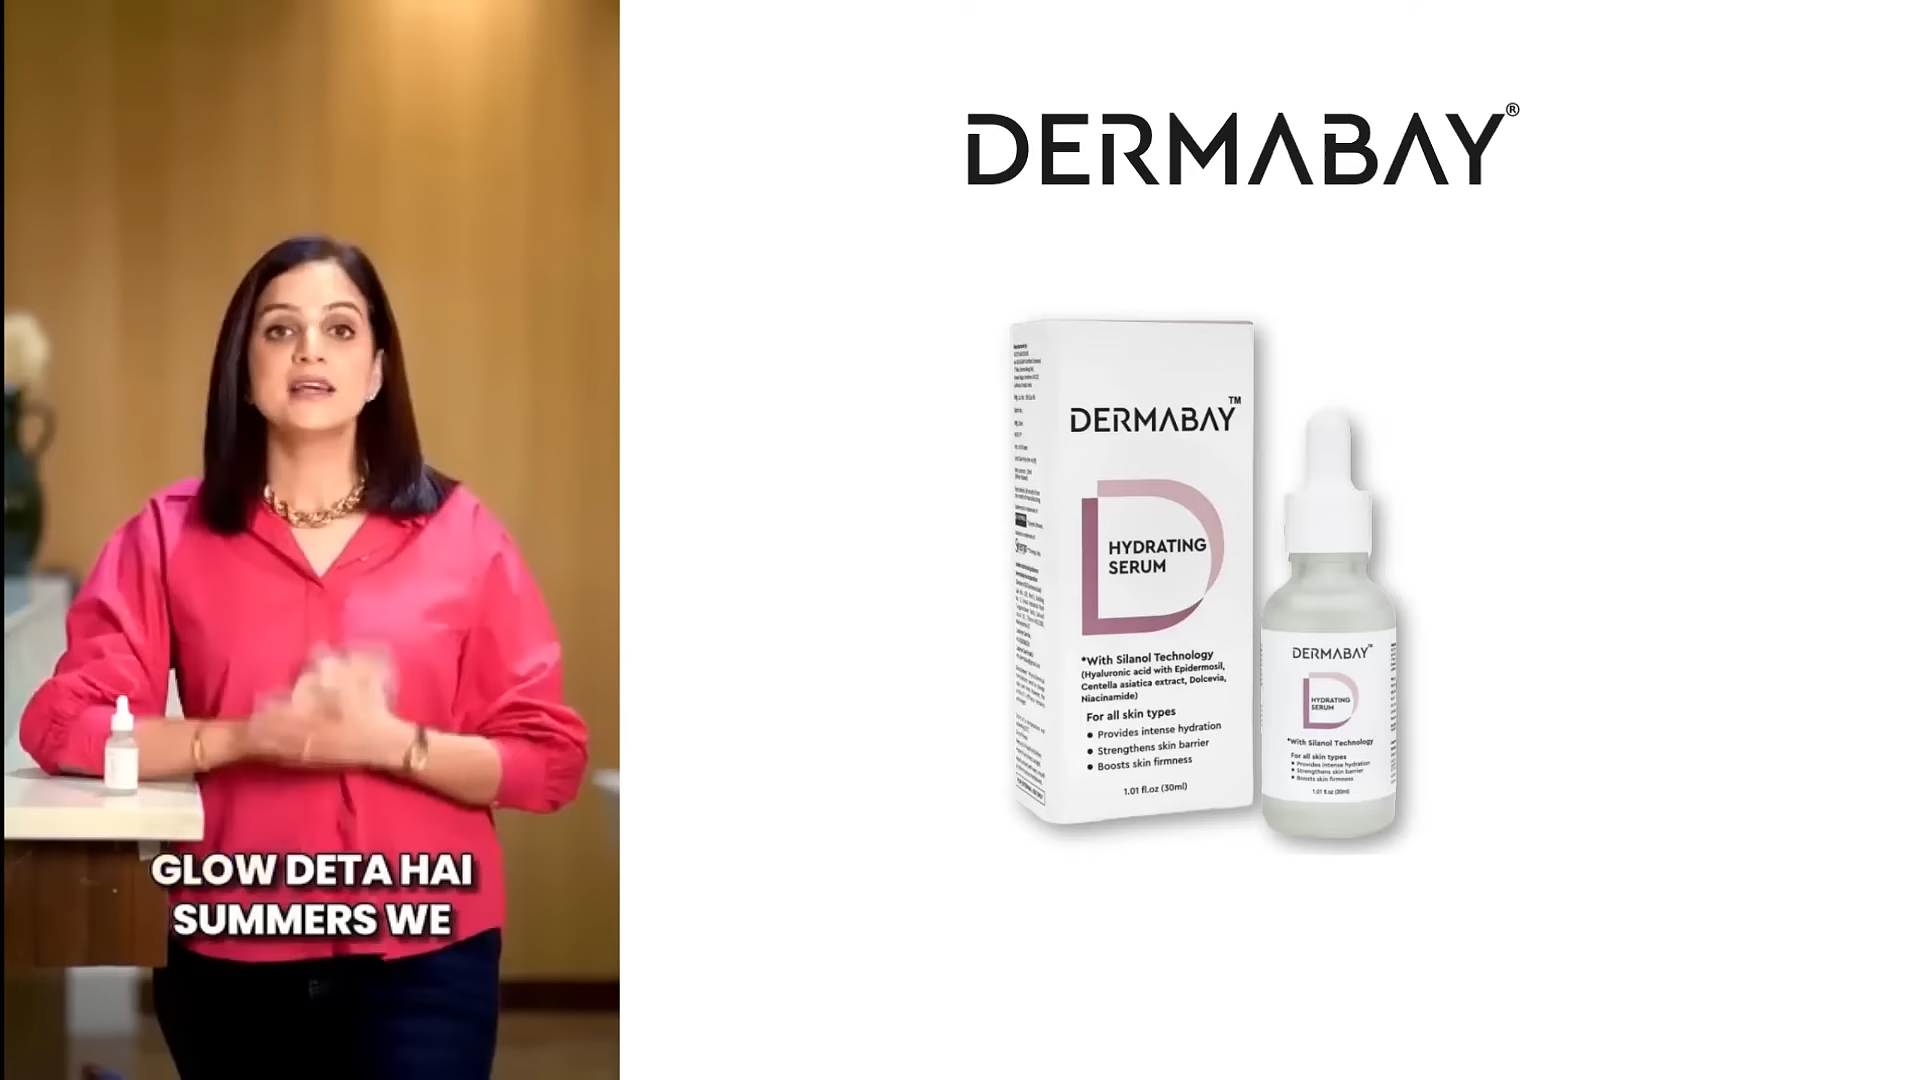 GLOW DETA HAI
SUMMERS WE
DERMABAY®
DERMABAY™
HYDRATING
SERUM
*With Silanol Technology
(Hyaluronic acid with Epidermosil,
Centella asiatica extract, Dolcevia,
Niacinamide)
For all skin types
● Provides intense hydration
● Strengthens skin barrier
● Boosts skin firmness
1.01 fl.oz (30ml)
DERMABAY™
HYDRATING
SERUM
*With Silanol Technology
For all skin types
● Provides intense hydration
● Strengthens skin barrier
● Boosts skin firmness
1.01 fl.oz (30ml)